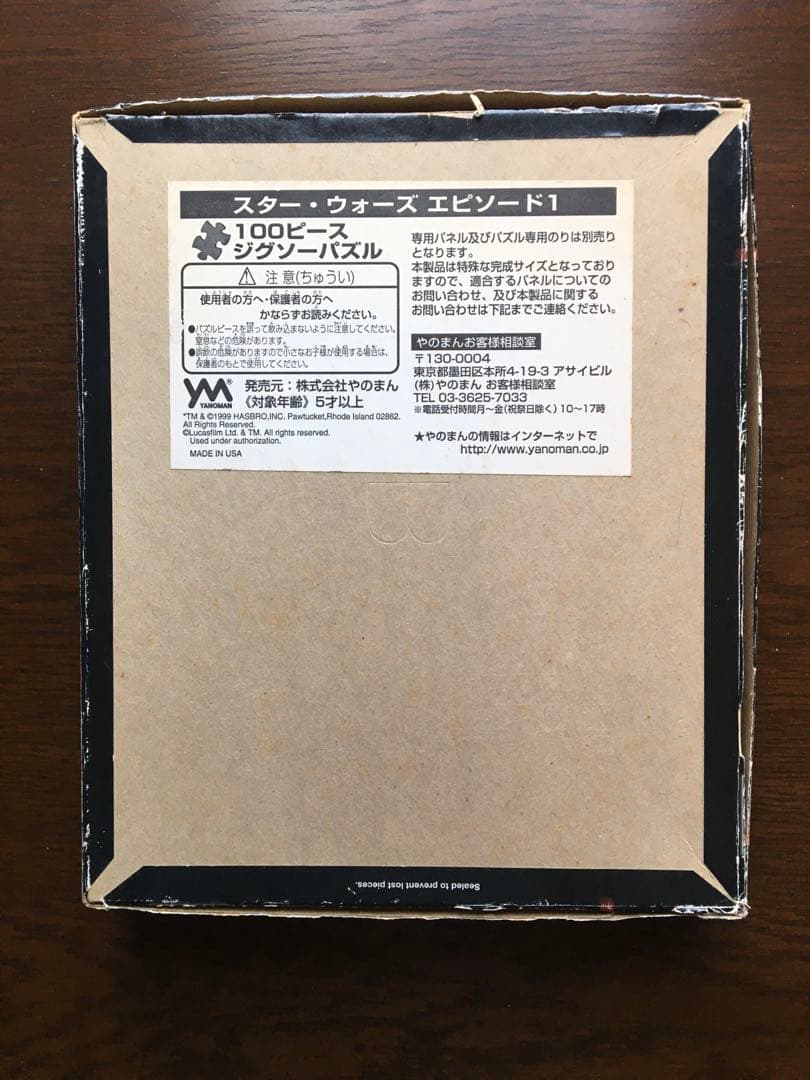 スター・ウォーズ エピソード1
100ピース
ジグソーパズル
⚠ 注意(ちゅうい)
使用者の方へ・保護者の方へ
かならずお読みください。
●パズルピースを誤って飲み込まないように注意してください。
窒息などの危険があります。
●誤飲の危険がありますので小さなお子様が使用する場合は、
保護者のもとで使用してください。
YM®
YANOMAN
発売元：株式会社やのまん
《対象年齢》5才以上
*TM & ©1999 HASBRO,INC. Pawtucket,Rhode Island 02862.
All Rights Reserved.
©Lucasfilm Ltd. & TM. All rights reserved.
Used under authorization.
MADE IN USA
専用パネル及びパズル専用のりは別売り
となります。
本製品は特殊な完成サイズとなっており
ますので、適合するパネルについての
お問い合わせ、及び本製品に関する
お問い合せは下記までご連絡ください。
やのまんお客様相談室
〒130-0004
東京都墨田区本所4-19-3 アサイビル
(株)やのまん お客様相談室
TEL 03-3625-7033
※電話受付時間月〜金(祝祭日除く)10〜17時
★やのまんの情報はインターネットで
http://www.yanoman.co.jp
Sealed to prevent lost pieces.